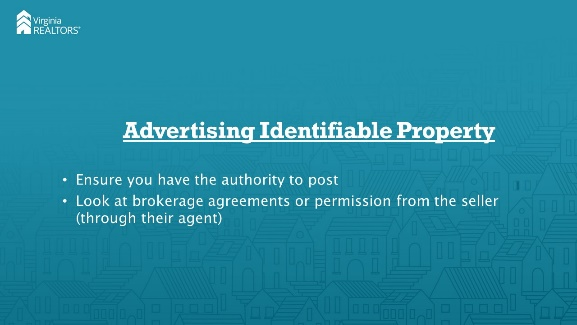 Virginia
REALTORS®
Advertising Identifiable Property
• Ensure you have the authority to post
• Look at brokerage agreements or permission from the seller
(through their agent)